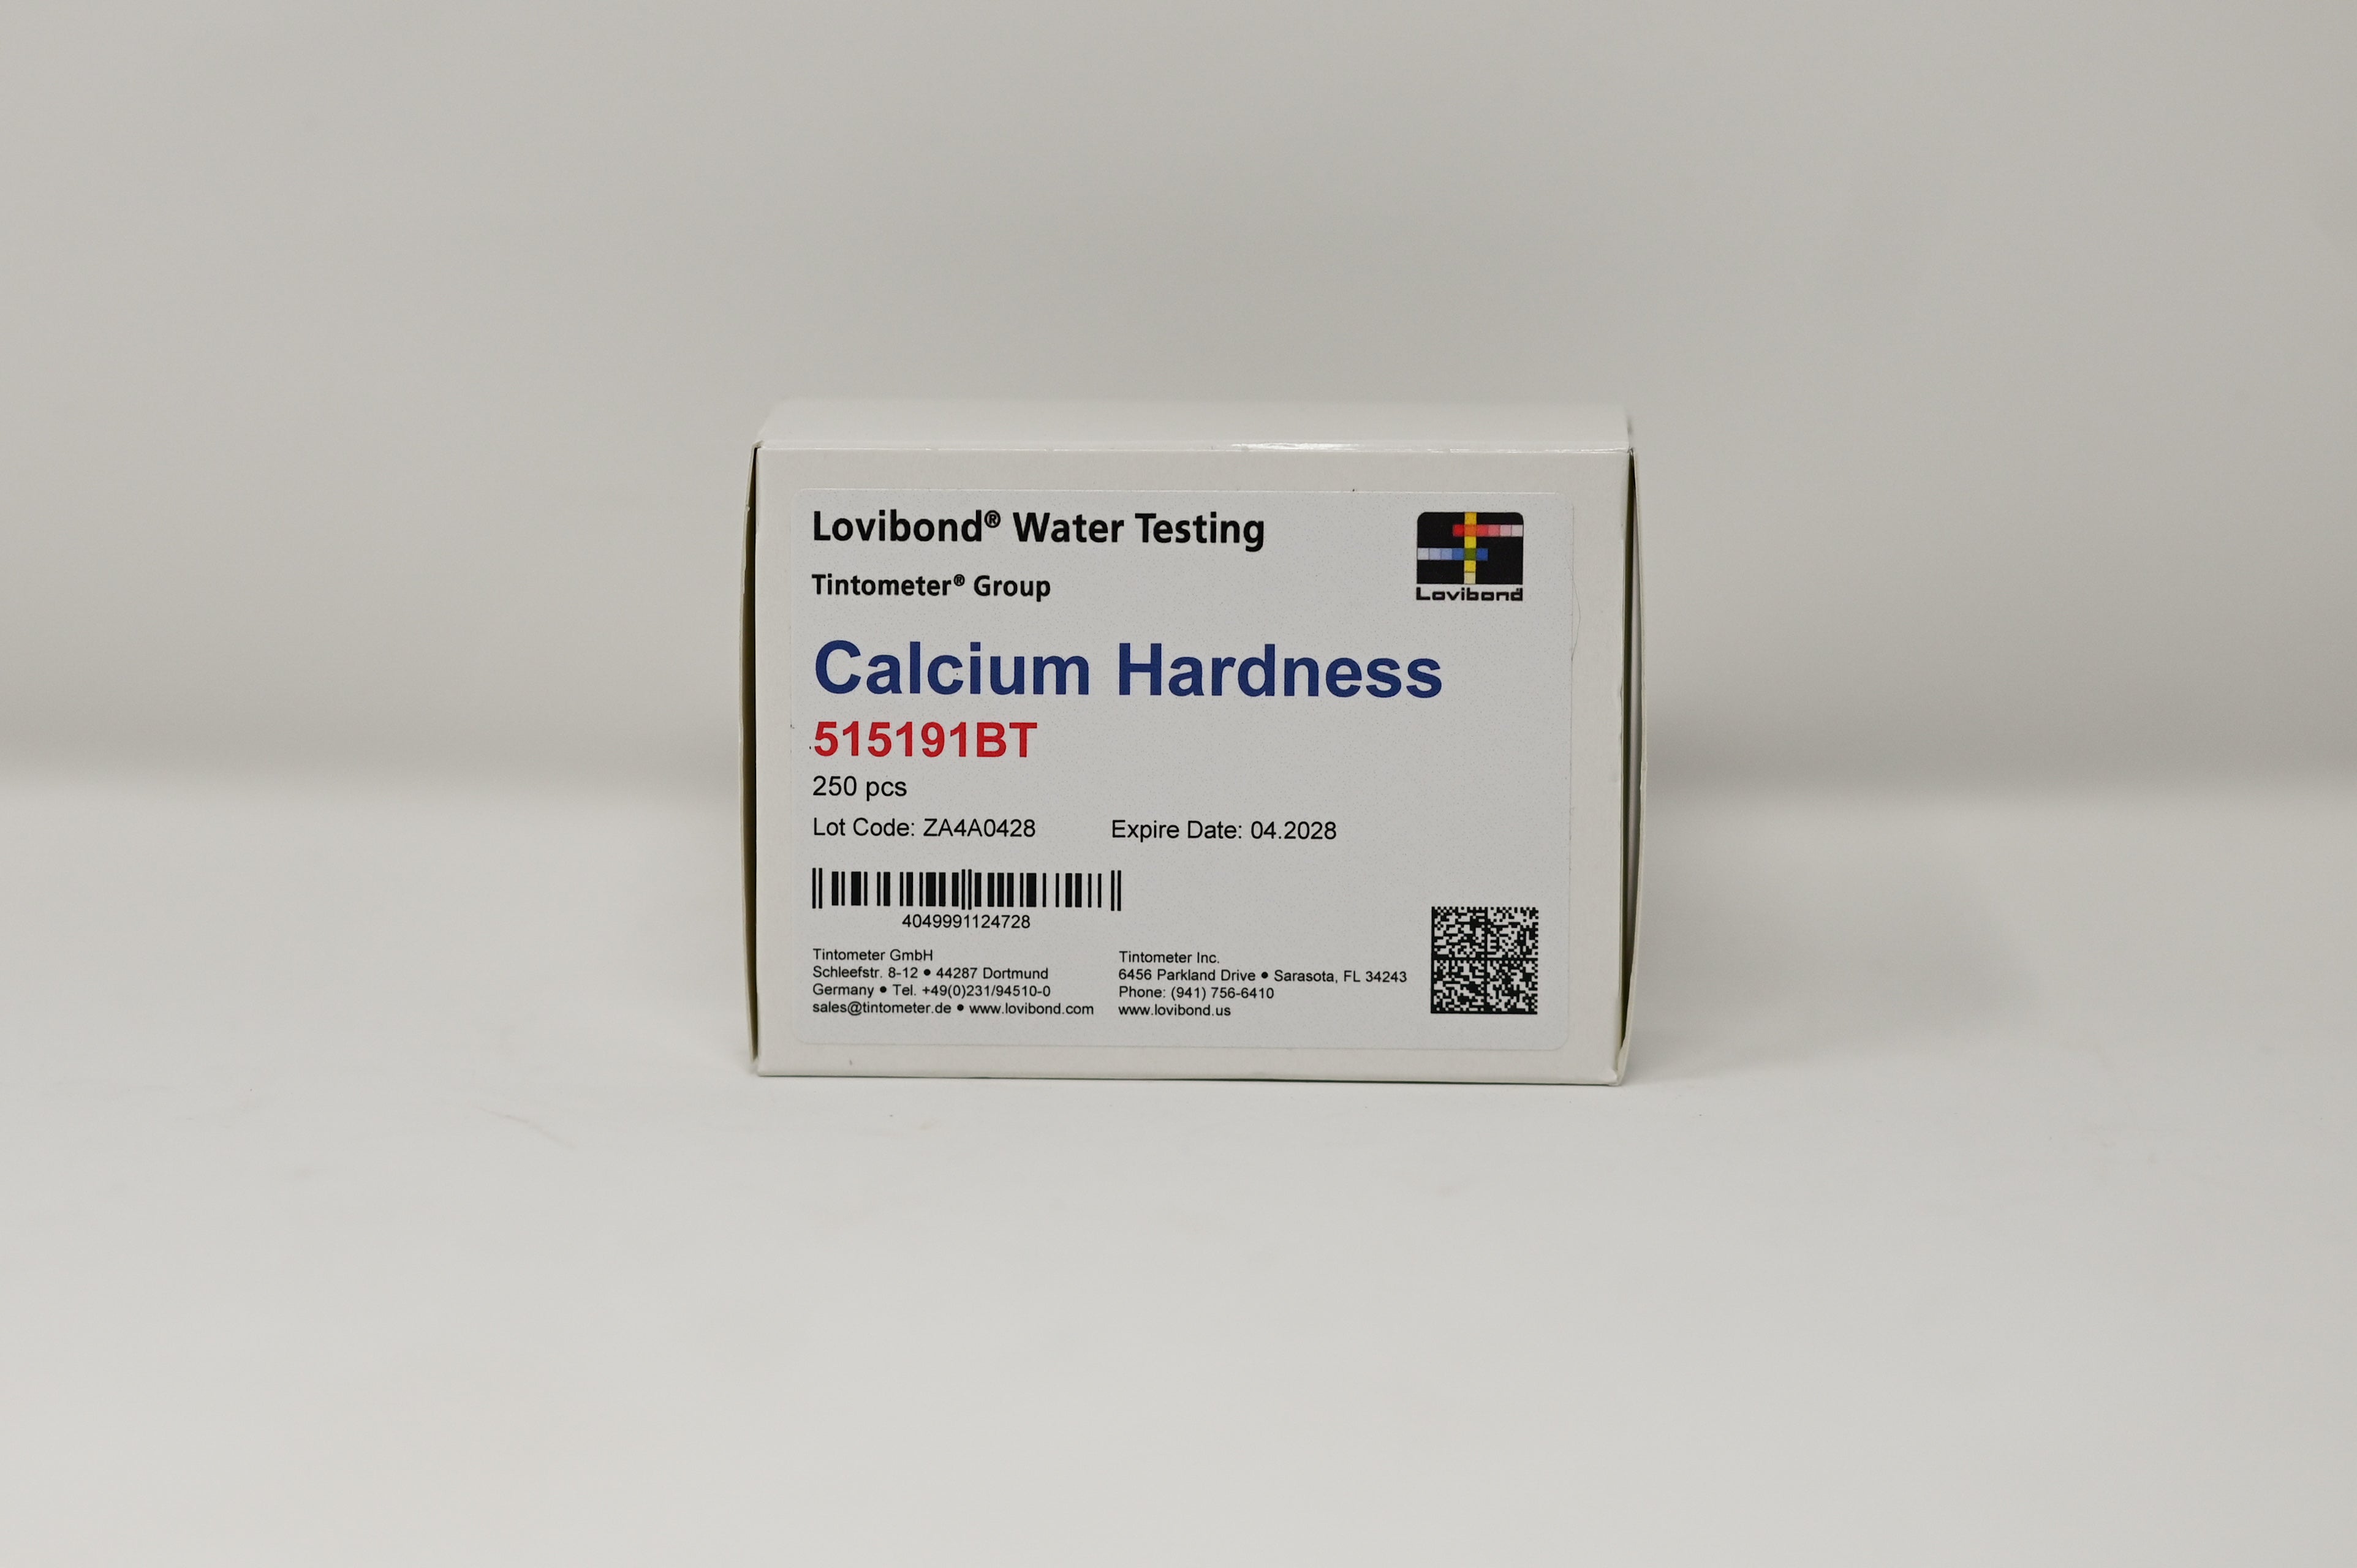 Lovibond® Water Testing
Tintometer® Group
Lovibond
Calcium Hardness
515191BT
250 pcs
Lot Code: ZA4A0428 Expire Date: 04.2028
4049991124728
Tintometer GmbH
Schleefstr. 8-12 • 44287 Dortmund
Germany • Tel. +49(0)231/94510-0
sales@tintometer.de • www.lovibond.com
Tintometer Inc.
6456 Parkland Drive • Sarasota, FL 34243
Phone: (941) 756-6410
www.lovibond.us